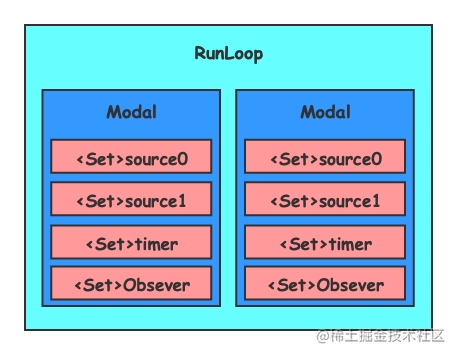 RunLoop
Modal
<Set>source0
<Set>source1
<Set>timer
<Set>Obsever
Modal
<Set>source0
<Set>source1
<Set>timer
<Set>Obsever
@稀土掘金技术社区